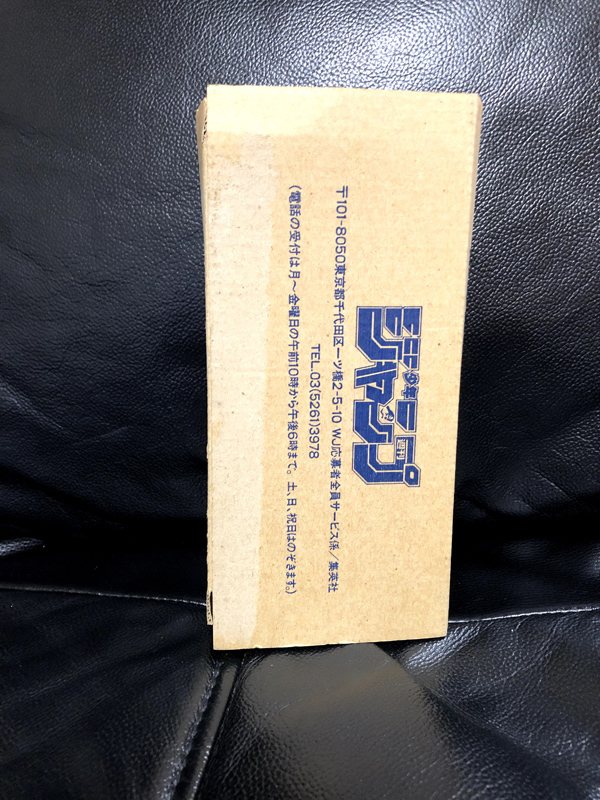 週刊少年ジャンプ
〒101-8050東京都千代田区一ツ橋2-5-10 WJ応募者全員サービス係/集英社
TEL.03(5261)3978
(電話の受付は月〜金曜日の午前10時から午後6時まで。土、日、祝日はのぞきます。)